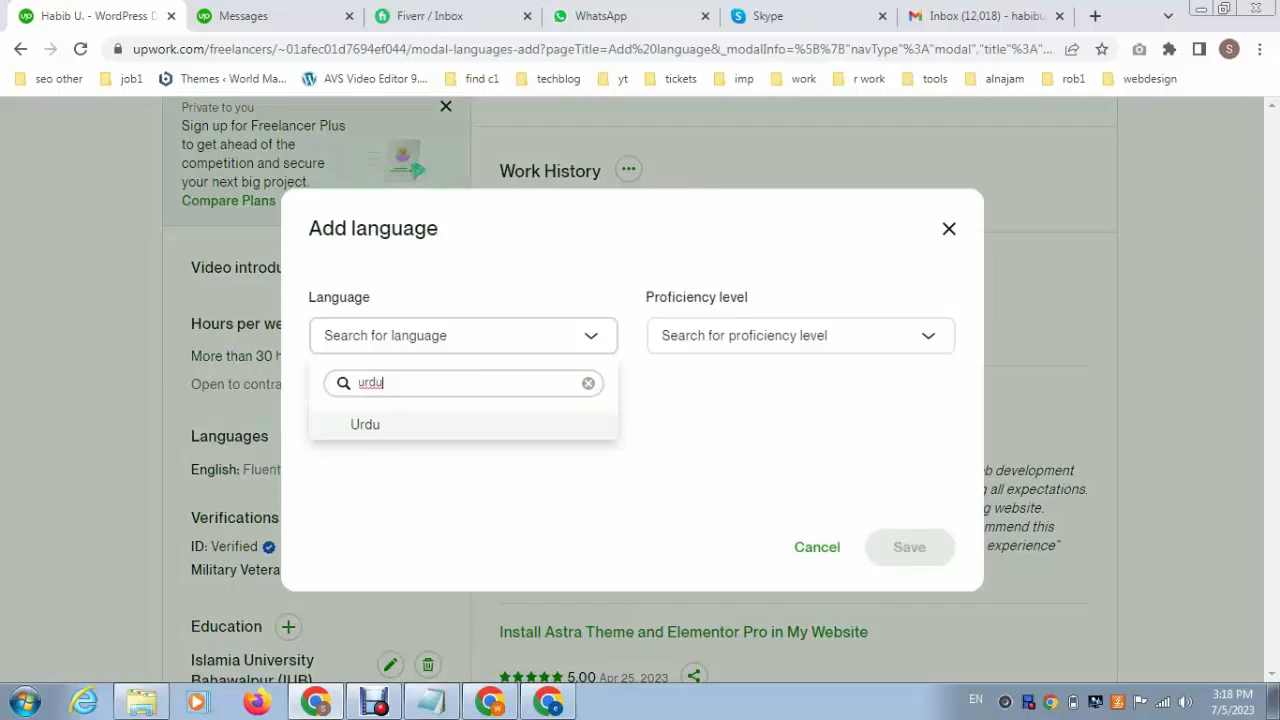 Habib U. - WordPress D
Messages
Fiverr / Inbox
WhatsApp
Skype
Inbox (12,018) - habibu
upwork.com/freelancers/~01afec01d7694ef044/modal-languages-add?pageTitle=Add%20language&_modalInfo=%5B%7B"navType"%3A"modal","title"%3A"...
S
seo other
job1
Themes ‹ World Ma...
AVS Video Editor 9....
find c1
techblog
yt
tickets
imp
work
r work
tools
alnajam
rob1
webdesign
Private to you
Sign up for Freelancer Plus
to get ahead of the
competition and secure
your next big project.
Compare Plans
Work History
Add language
Video introdu
Language
Proficiency level
Hours per we
Search for language
Search for proficiency level
More than 30 h
Open to contra
urdu
Urdu
Languages
English: Fluent
b development
g all expectations.
g website.
mmend this
experience"
Verifications
ID: Verified
Military Vetera
Cancel
Save
Education
Islamia University
Bahawalpur (IUB)
Install Astra Theme and Elementor Pro in My Website
5.00 Apr 25, 2023
EN
3:18 PM
7/5/2023